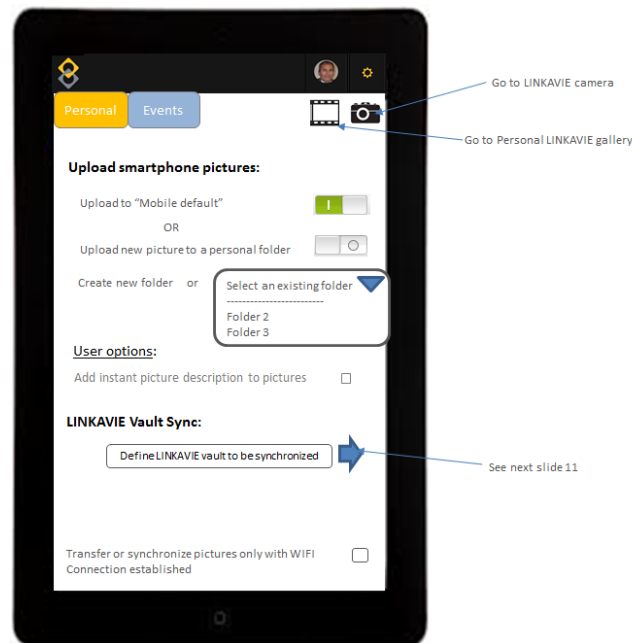 Go to LINKAVIE camera
Personal
Events
Go to Personal LINKAVIE gallery
Upload smartphone pictures:
Upload to “Mobile default”
OR
Upload new picture to a personal folder
Create new folder or
Select an existing folder
------------------------
Folder 2
Folder 3
User options:
Add instant picture description to pictures
LINKAVIE Vault Sync:
Define LINKAVIE vault to be synchronized
See next slide 11
Transfer or synchronize pictures only with WIFI
Connection established